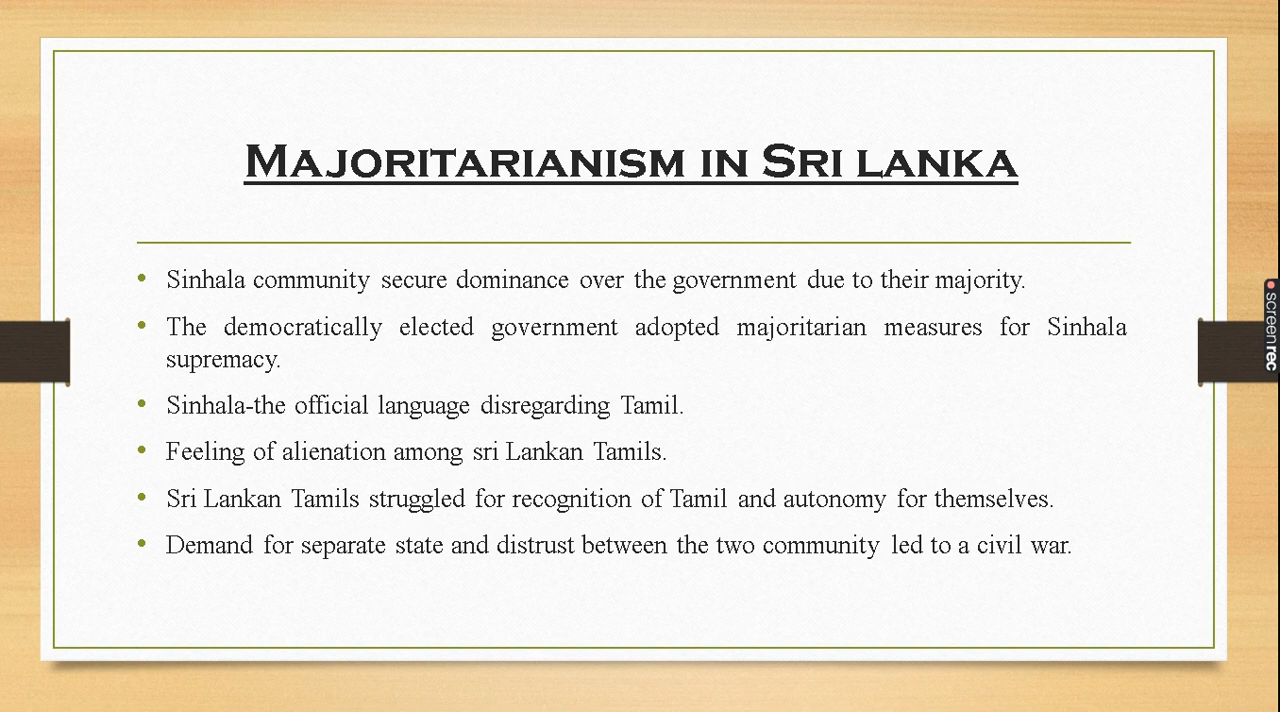 MAJORITARIANISM IN SRI LANKA
• Sinhala community secure dominance over the government due to their majority.
• The democratically elected government adopted majoritarian measures for Sinhala
supremacy.
• Sinhala-the official language disregarding Tamil.
• Feeling of alienation among sri Lankan Tamils.
• Sri Lankan Tamils struggled for recognition of Tamil and autonomy for themselves.
• Demand for separate state and distrust between the two community led to a civil war.
screenrec